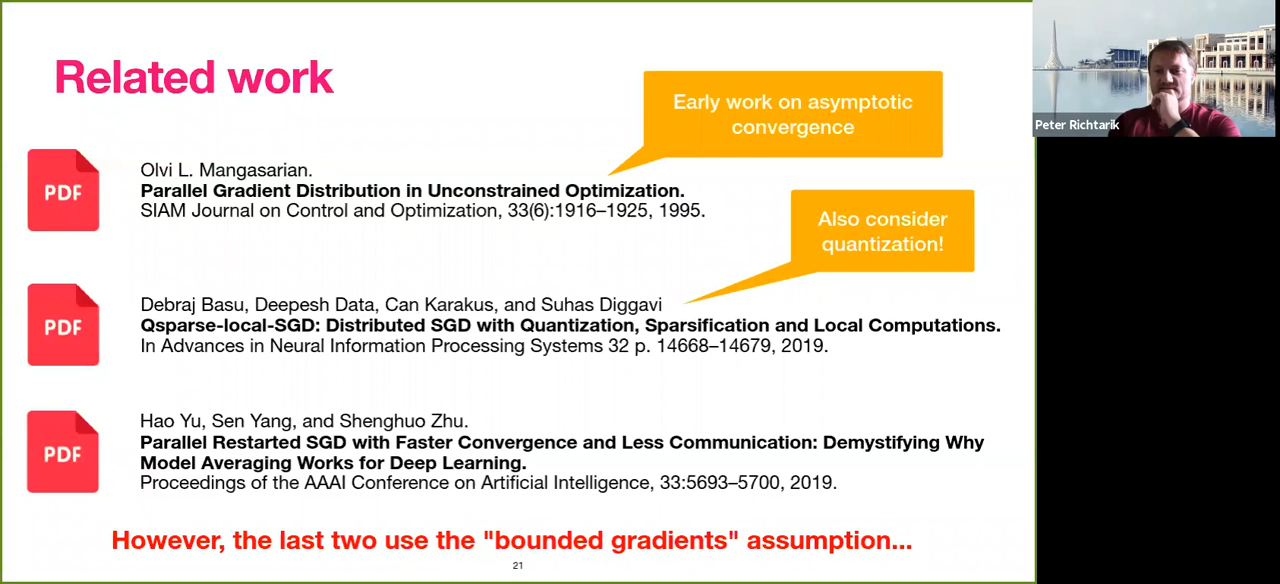 Related work
Early work on asymptotic
convergence
Peter Richtarik
PDF
Olvi L. Mangasarian.
Parallel Gradient Distribution in Unconstrained Optimization.
SIAM Journal on Control and Optimization, 33(6):1916–1925, 1995.
Also consider
quantization!
PDF
Debraj Basu, Deepesh Data, Can Karakus, and Suhas Diggavi
Qsparse-local-SGD: Distributed SGD with Quantization, Sparsification and Local Computations.
In Advances in Neural Information Processing Systems 32 p. 14668–14679, 2019.
PDF
Hao Yu, Sen Yang, and Shenghuo Zhu.
Parallel Restarted SGD with Faster Convergence and Less Communication: Demystifying Why
Model Averaging Works for Deep Learning.
Proceedings of the AAAI Conference on Artificial Intelligence, 33:5693–5700, 2019.
However, the last two use the "bounded gradients" assumption...
21